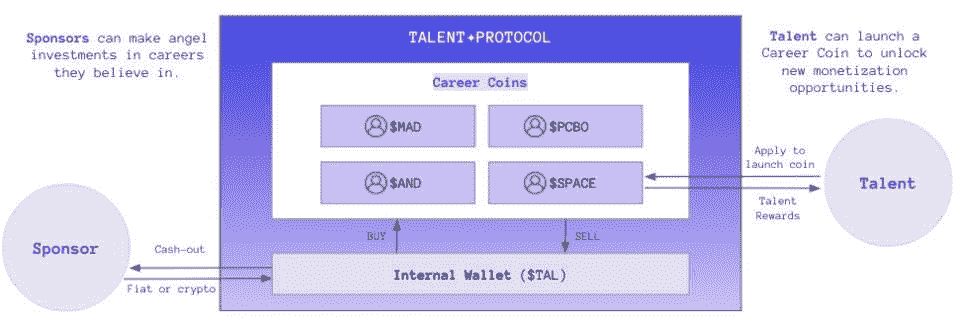 Sponsors can make angel
investments in careers
they believe in.
TALENT✦PROTOCOL
Career Coins
$MAD
$PCBO
$AND
$SPACE
BUY
SELL
Internal Wallet ($TAL)
Sponsor
Cash-out
Fiat or crypto
Talent can launch a
Career Coin to unlock
new monetization
opportunities.
Apply to
launch coin
Talent
Rewards
Talent